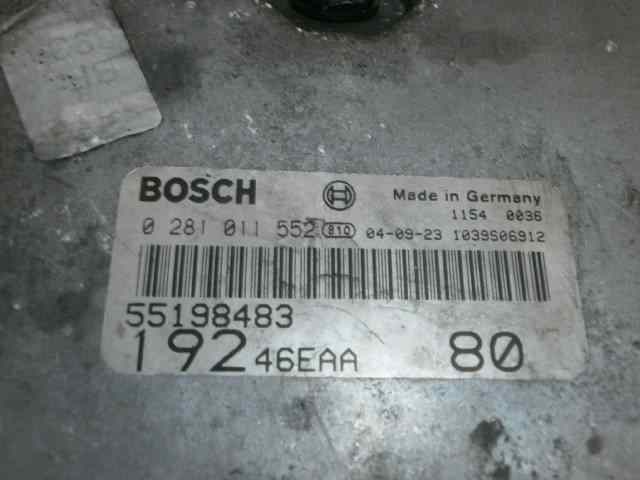 BOSCH Made in Germany
1154 0036
0 281 011 552 810 04-09-23 1039S06912
55198483
192 46EAA 80